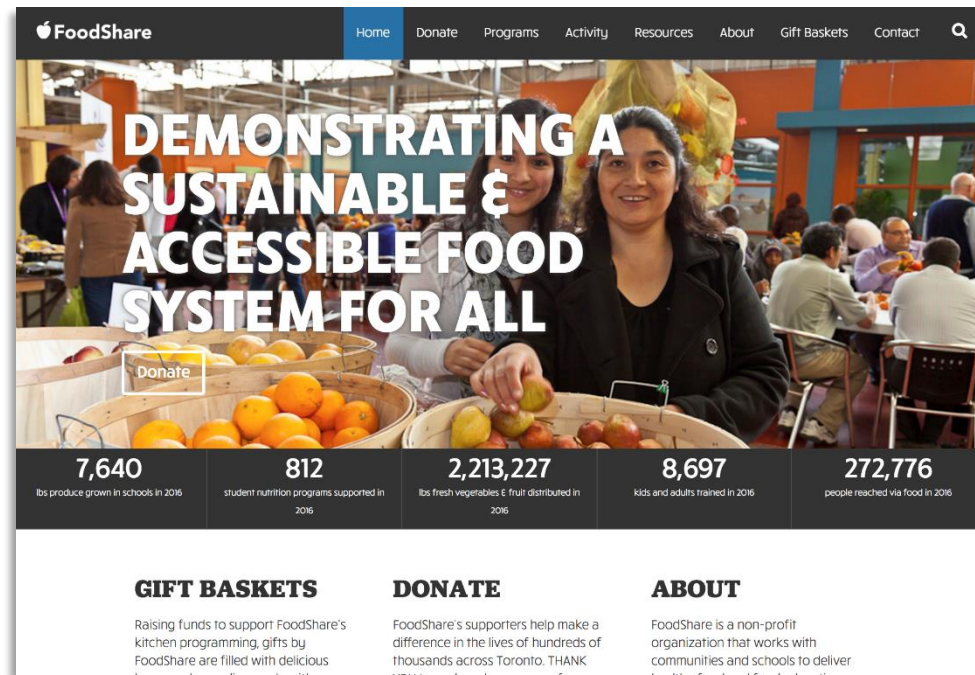 FoodShare
Home Donate Programs Activity Resources About Gift Baskets Contact
DEMONSTRATING A
SUSTAINABLE &
ACCESSIBLE FOOD
SYSTEM FOR ALL
Donate
7,640
lbs produce grown in schools in 2016
812
student nutrition programs supported in
2016
2,213,227
lbs fresh vegetables & fruit distributed in
2016
8,697
kids and adults trained in 2016
272,776
people reached via food in 2016
GIFT BASKETS
Raising funds to support FoodShare's
kitchen programming, gifts by
FoodShare are filled with delicious
DONATE
FoodShare's supporters help make a
difference in the lives of hundreds of
thousands across Toronto. THANK
ABOUT
FoodShare is a non-profit
organization that works with
communities and schools to deliver